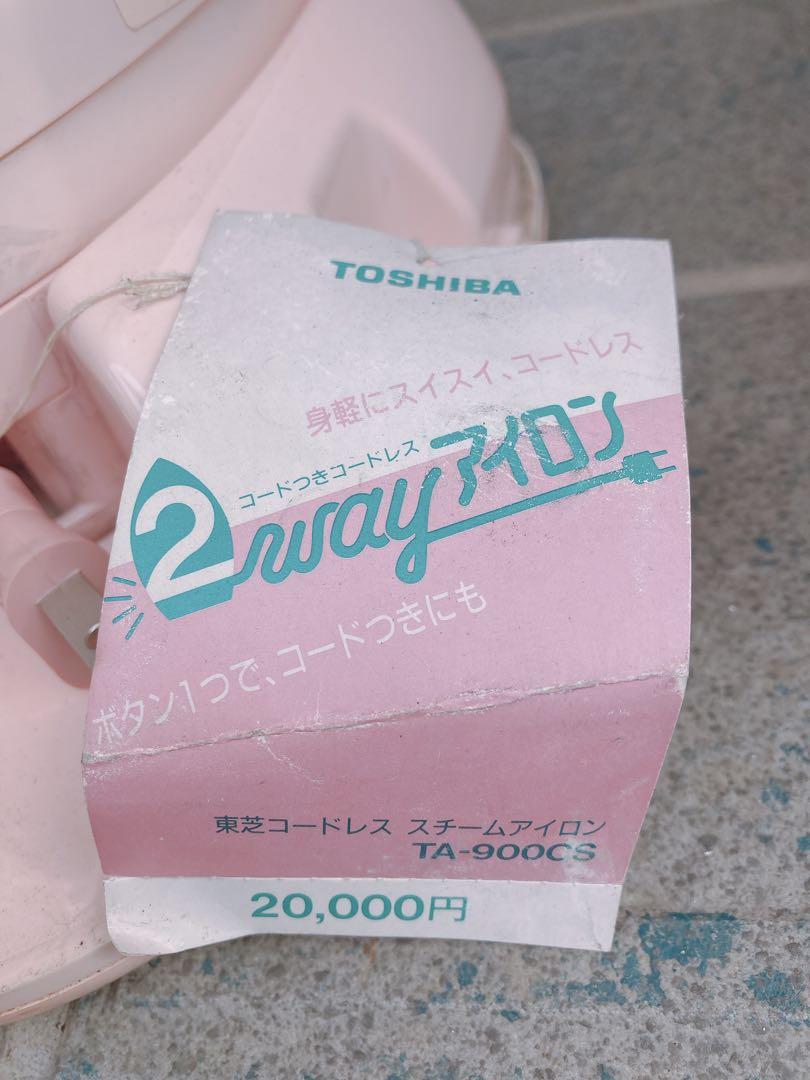 TOSHIBA
身軽にスイスイ、コードレス
コードつきコードレス
2wayアイロン
ボタン1つで、コードつきにも
東芝コードレス スチームアイロン
TA-900CS
20,000円